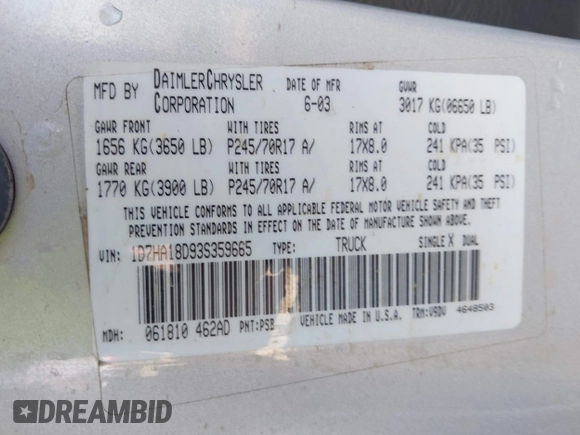 MFD BY DAIMLERCHRYSLER CORPORATION DATE OF MFR 6-03 GVWR 3017 KG(06650 LB)
GAWR FRONT WITH TIRES RIMS AT COLD
1656 KG(3650 LB) P245/70R17 A/ 17X8.0 241 KPA(35 PSI)
GAWR REAR WITH TIRES RIMS AT COLD
1770 KG(3900 LB) P245/70R17 A/ 17X8.0 241 KPA(35 PSI)
THIS VEHICLE CONFORMS TO ALL APPLICABLE FEDERAL MOTOR VEHICLE SAFETY AND THEFT
PREVENTION STANDARDS IN EFFECT ON THE DATE OF MANUFACTURE SHOWN ABOVE.
VIN: 1D7HA18D93S359665 TYPE: TRUCK SINGLE X DUAL
MDH: 061810 462AD PNT:PSB VEHICLE MADE IN U.S.A. TRM:V9DV 4648503
DREAMBID